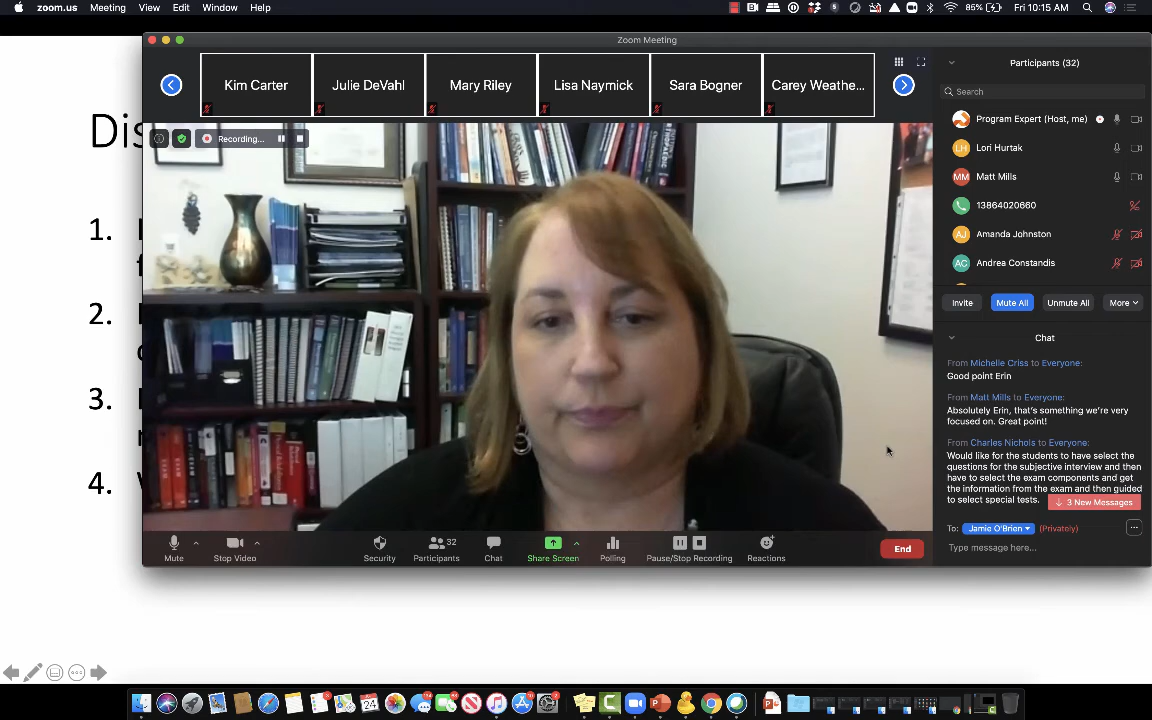 zoom.us Meeting View Edit Window Help 85% Fri 10:15 AM
Zoom Meeting
Kim Carter Julie DeVahl Mary Riley Lisa Naymick Sara Bogner Carey Weathe...
Recording...
Dis
1.
2.
3.
4.
Participants (32)
Search
Program Expert (Host, me)
LH Lori Hurtak
MM Matt Mills
13864020660
AJ Amanda Johnston
AC Andrea Constandis
Invite Mute All Unmute All More
Chat
From Michelle Criss to Everyone:
Good point Erin
From Matt Mills to Everyone:
Absolutely Erin, that's something we're very
focused on. Great point!
From Charles Nichols to Everyone:
Would like for the students to have select the
questions for the subjective interview and then
have to select the exam components and get
the information from the exam and then guided
to select special tests.
3 New Messages
To: Jamie O'Brien (Privately)
Type message here...
32
Mute Stop Video Security Participants Chat Share Screen Polling Pause/Stop Recording Reactions End